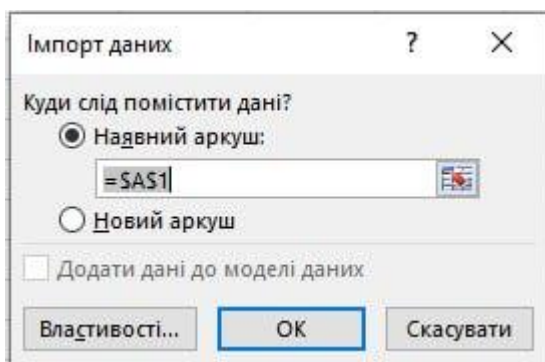 Імпорт даних ?
Куди слід помістити дані?
Наявний аркуш:
=$A$1
Новий аркуш
Додати дані до моделі даних
Властивості... OK Скасувати